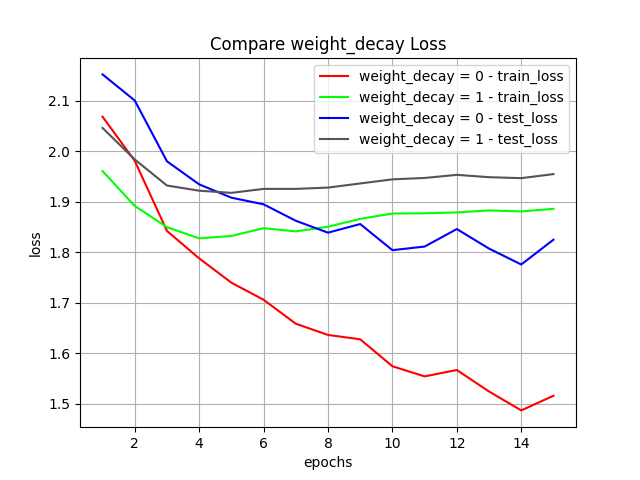 Compare weight_decay Loss
weight_decay = 0 - train_loss
weight_decay = 1 - train_loss
weight_decay = 0 - test_loss
weight_decay = 1 - test_loss
loss
2.1
2.0
1.9
1.8
1.7
1.6
1.5
2 4 6 8 10 12 14
epochs